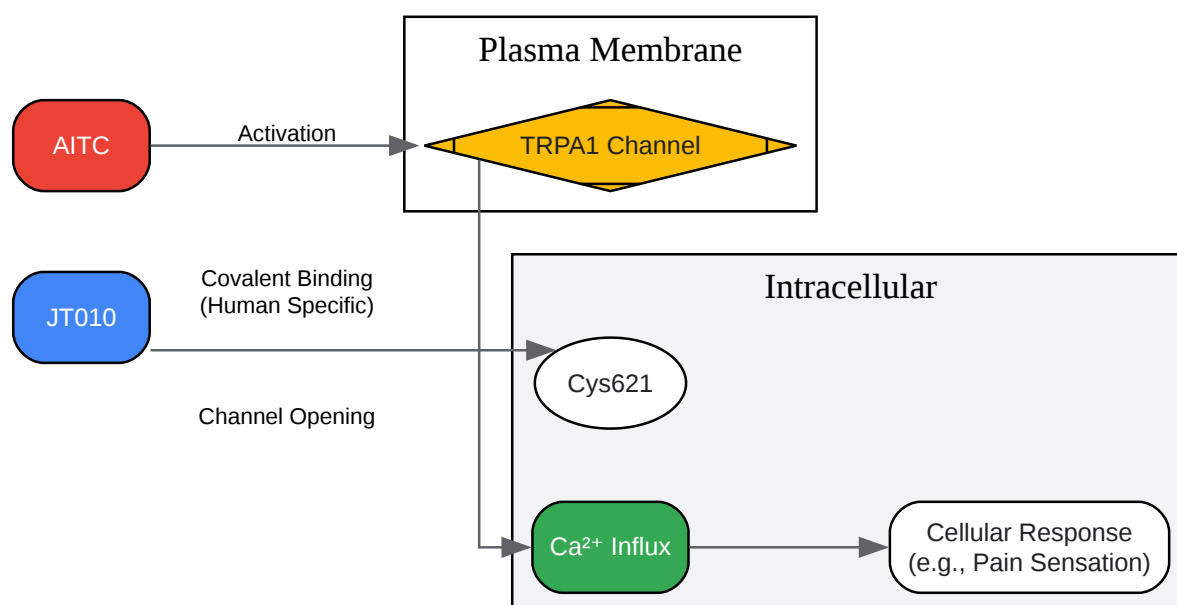 Plasma Membrane
AITC
Activation
TRPA1 Channel
Covalent Binding
(Human Specific)
Intracellular
JT010
Cys621
Channel Opening
Ca²⁺ Influx
Cellular Response
(e.g., Pain Sensation)